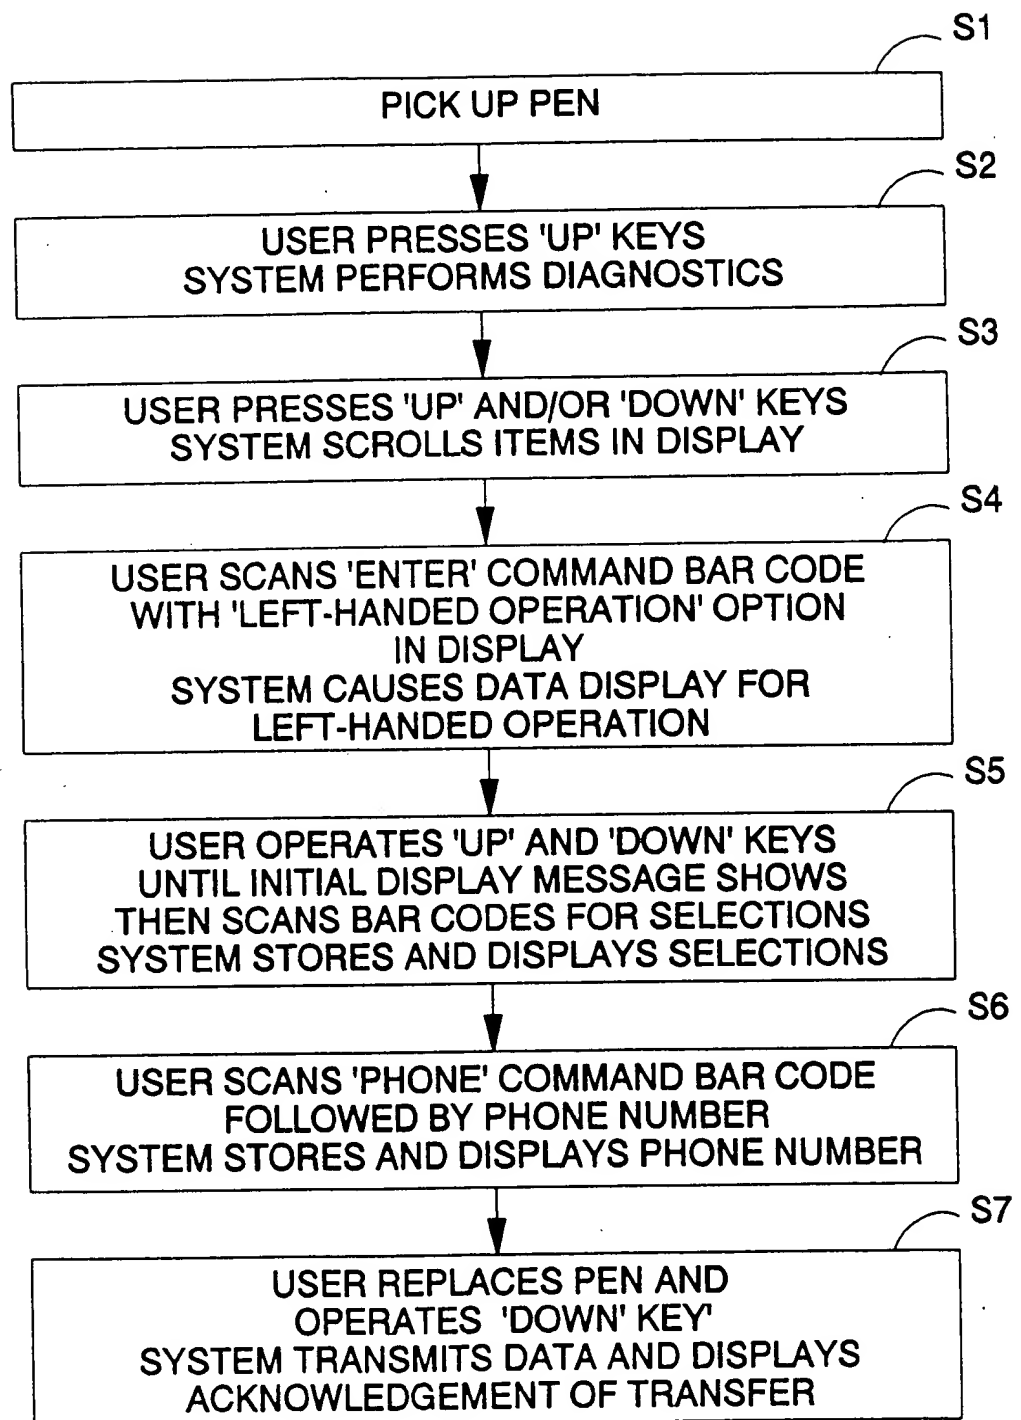 S1
PICK UP PEN
S2
USER PRESSES 'UP' KEYS
SYSTEM PERFORMS DIAGNOSTICS
S3
USER PRESSES 'UP' AND/OR 'DOWN' KEYS
SYSTEM SCROLLS ITEMS IN DISPLAY
S4
USER SCANS 'ENTER' COMMAND BAR CODE
WITH 'LEFT-HANDED OPERATION' OPTION
IN DISPLAY
SYSTEM CAUSES DATA DISPLAY FOR
LEFT-HANDED OPERATION
S5
USER OPERATES 'UP' AND 'DOWN' KEYS
UNTIL INITIAL DISPLAY MESSAGE SHOWS
THEN SCANS BAR CODES FOR SELECTIONS
SYSTEM STORES AND DISPLAYS SELECTIONS
S6
USER SCANS 'PHONE' COMMAND BAR CODE
FOLLOWED BY PHONE NUMBER
SYSTEM STORES AND DISPLAYS PHONE NUMBER
S7
USER REPLACES PEN AND
OPERATES 'DOWN' KEY'
SYSTEM TRANSMITS DATA AND DISPLAYS
ACKNOWLEDGEMENT OF TRANSFER